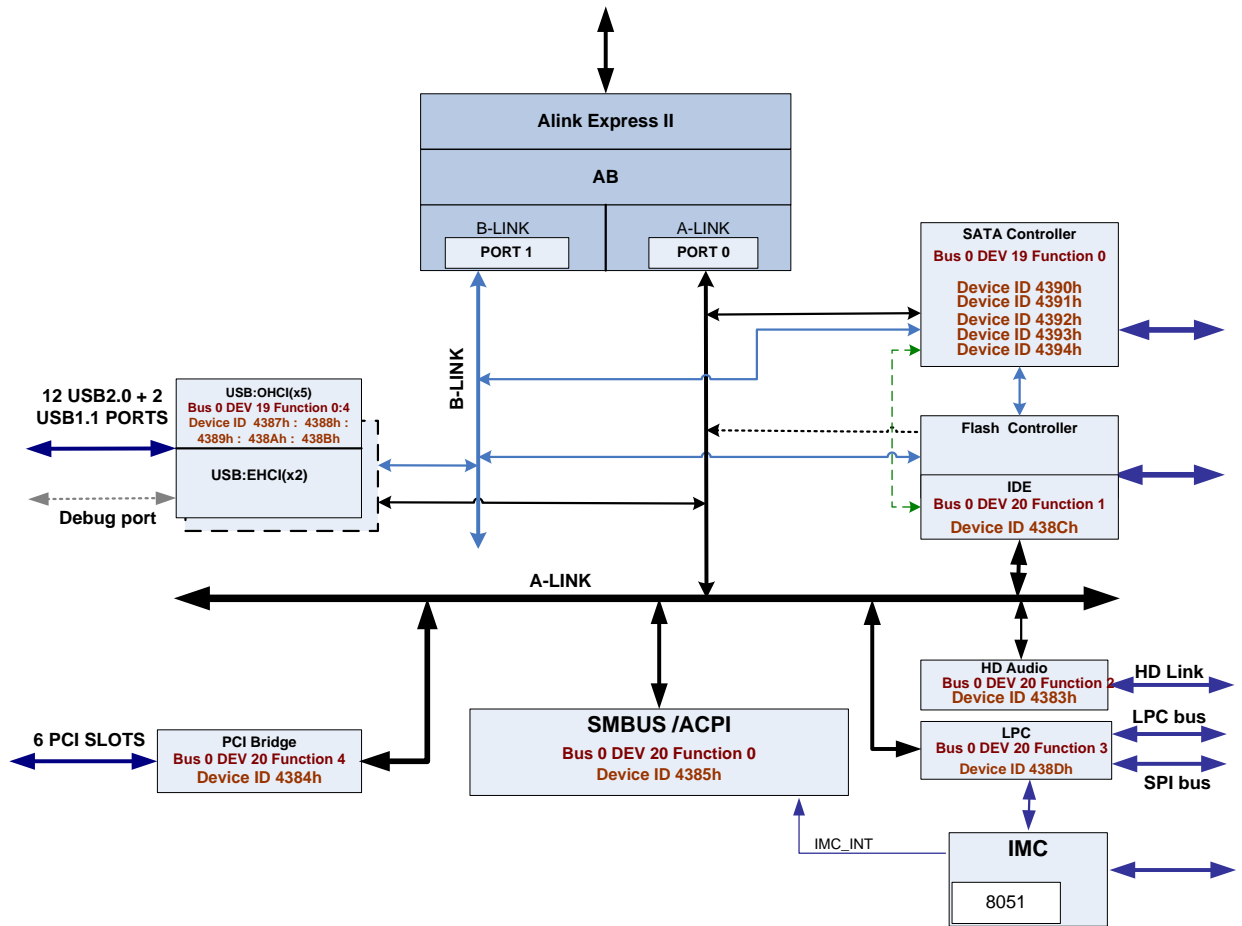 Alink Express II
AB
B-LINK
A-LINK
PORT 1
PORT 0
SATA Controller
Bus 0 DEV 19 Function 0
Device ID 4390h
Device ID 4391h
Device ID 4392h
Device ID 4393h
Device ID 4394h
B-LINK
12 USB2.0 + 2
USB1.1 PORTS
USB:OHCI(x5)
Bus 0 DEV 19 Function 0:4
Device ID 4387h : 4388h :
4389h : 438Ah : 438Bh
USB:EHCI(x2)
Debug port
Flash Controller
IDE
Bus 0 DEV 20 Function 1
Device ID 438Ch
A-LINK
HD Audio
Bus 0 DEV 20 Function 2
Device ID 4383h
HD Link
6 PCI SLOTS
PCI Bridge
Bus 0 DEV 20 Function 4
Device ID 4384h
SMBUS /ACPI
Bus 0 DEV 20 Function 0
Device ID 4385h
LPC
Bus 0 DEV 20 Function 3
Device ID 438Dh
LPC bus
SPI bus
IMC_INT
IMC
8051